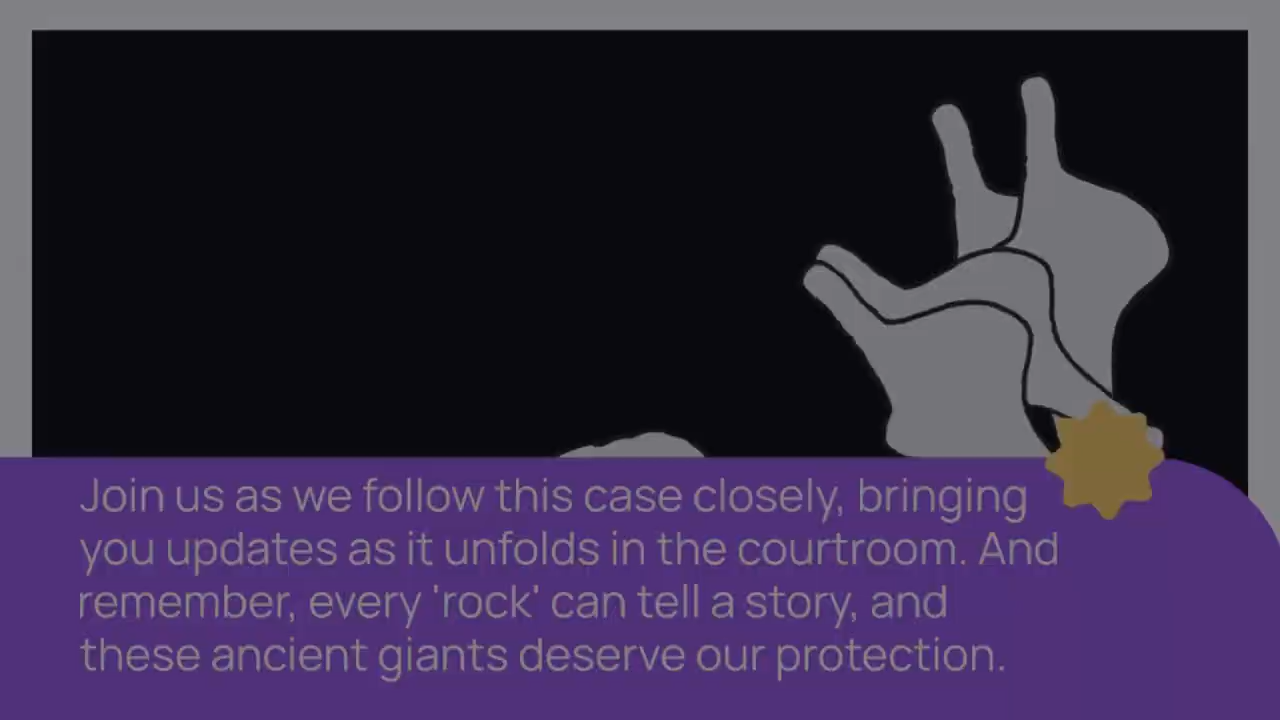 Join us as we follow this case closely, bringing
you updates as it unfolds in the courtroom. And
remember, every 'rock' can tell a story, and
these ancient giants deserve our protection.